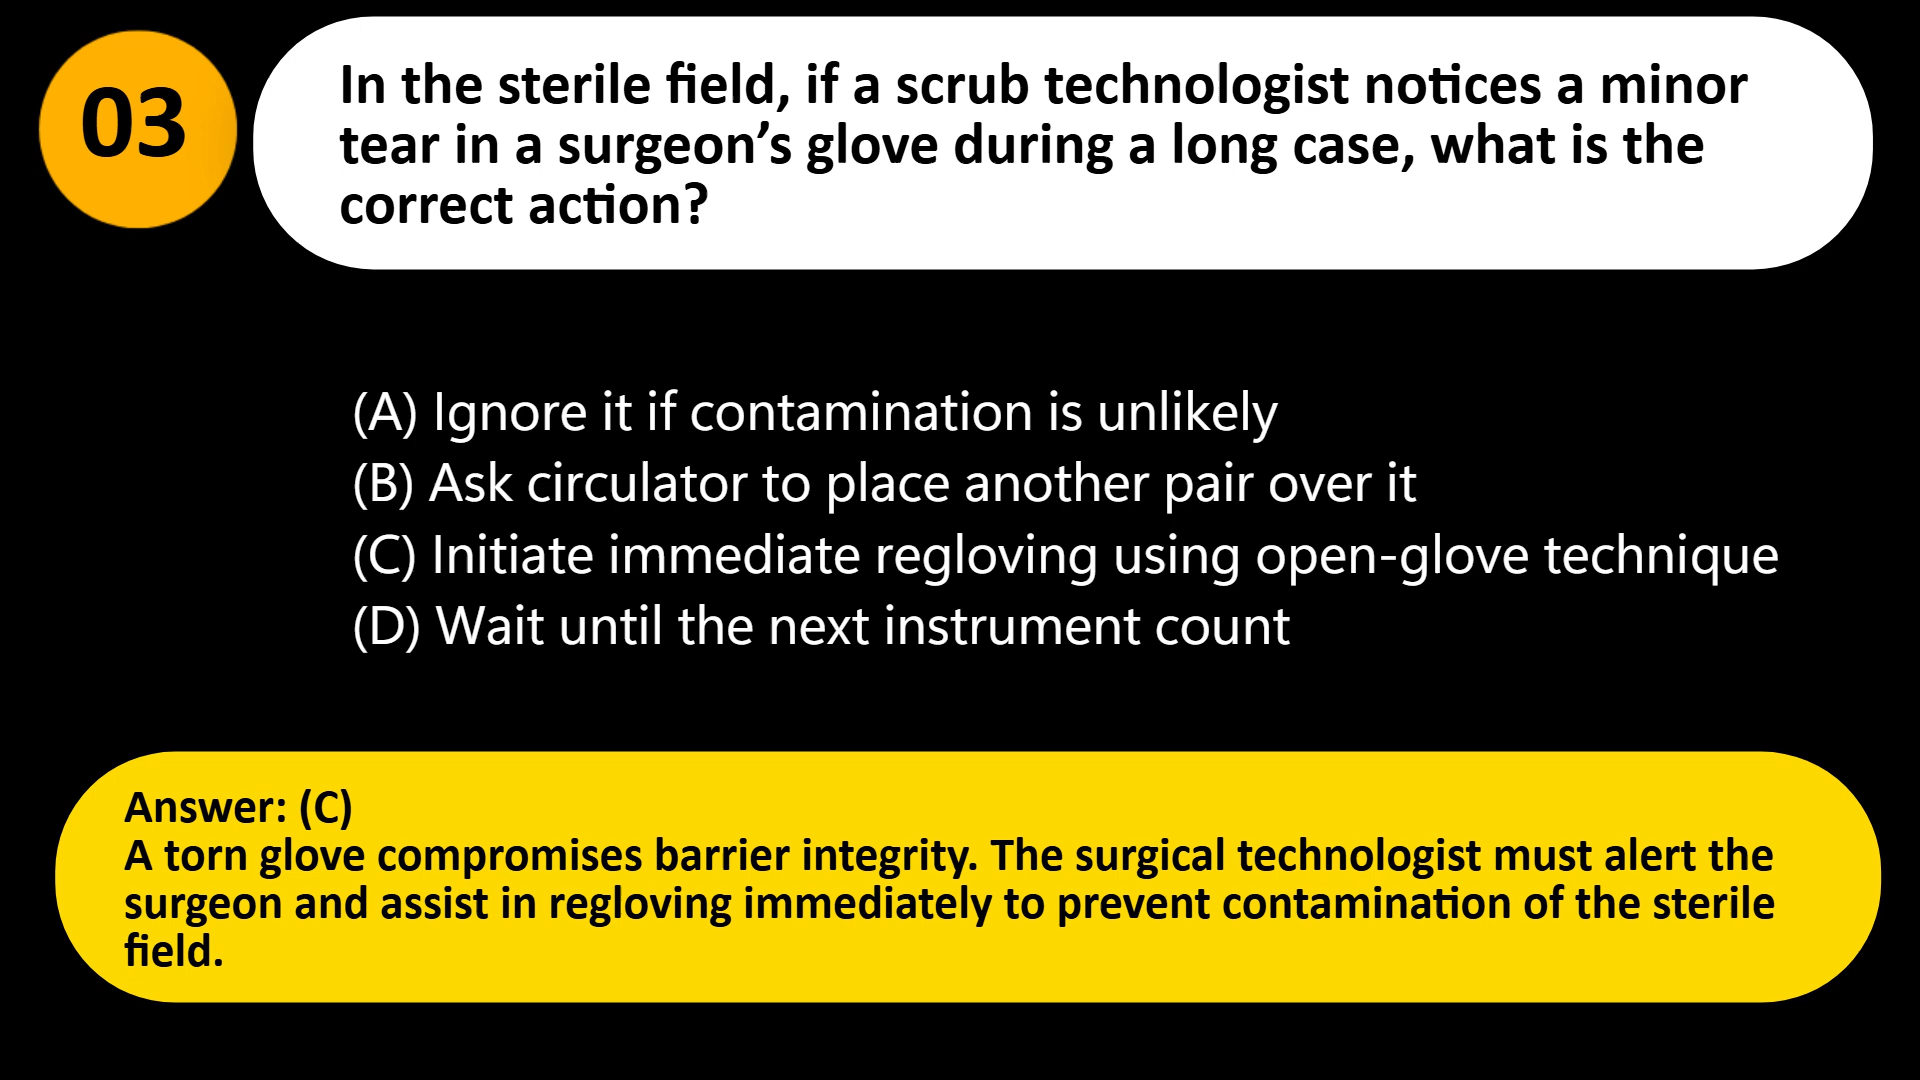 03
In the sterile field, if a scrub technologist notices a minor
tear in a surgeon’s glove during a long case, what is the
correct action?
(A) Ignore it if contamination is unlikely
(B) Ask circulator to place another pair over it
(C) Initiate immediate regloving using open-glove technique
(D) Wait until the next instrument count
Answer: (C)
A torn glove compromises barrier integrity. The surgical technologist must alert the
surgeon and assist in regloving immediately to prevent contamination of the sterile
field.